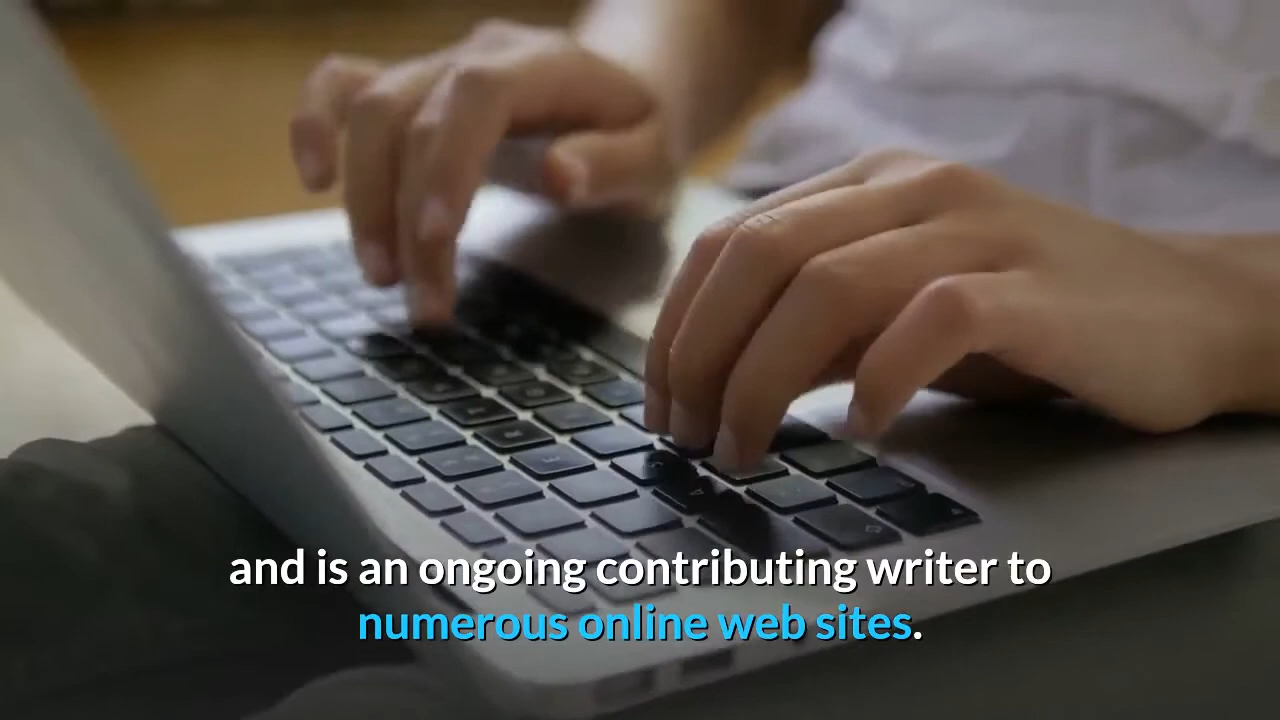 and is an ongoing contributing writer to
numerous online web sites.